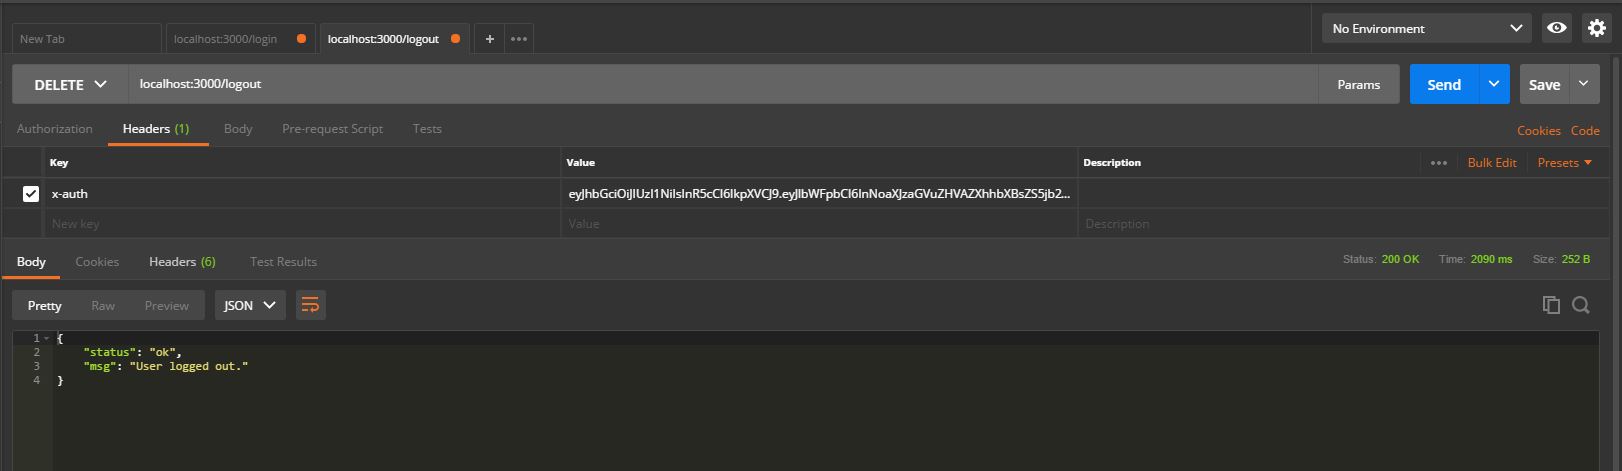 New Tab
localhost:3000/login
localhost:3000/logout
No Environment
DELETE
localhost:3000/logout
Params
Send
Save
Authorization
Headers (1)
Body
Pre-request Script
Tests
Cookies
Code
Key
Value
Description
Bulk Edit
Presets
x-auth
eyJhbGciOiJIUzI1NiIsInR5cCI6IkpXVCJ9.eyJlbWFpbCI6InNoaXJzaGVuZHVAZXhhbXBsZS5jb2...
New key
Value
Description
Body
Cookies
Headers (6)
Test Results
Status: 200 OK
Time: 2090 ms
Size: 252 B
Pretty
Raw
Preview
JSON
1 {
2 "status": "ok",
3 "msg": "User logged out."
4 }